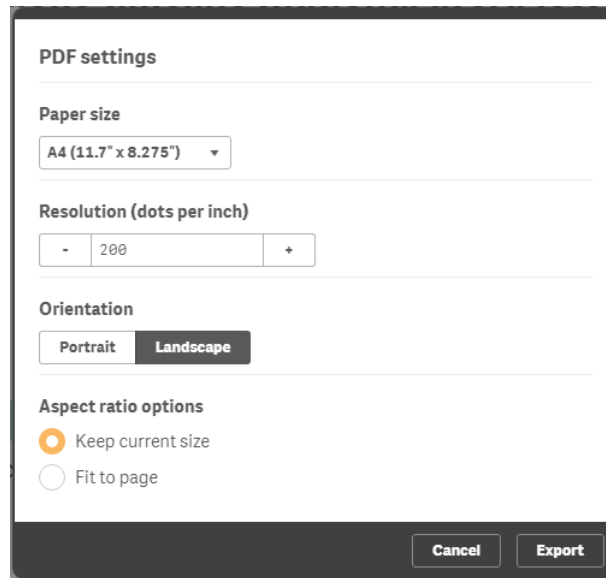 PDF settings
Paper size
A4 (11.7" x 8.275")
Resolution (dots per inch)
- 200 +
Orientation
Portrait Landscape
Aspect ratio options
Keep current size
Fit to page
Cancel Export